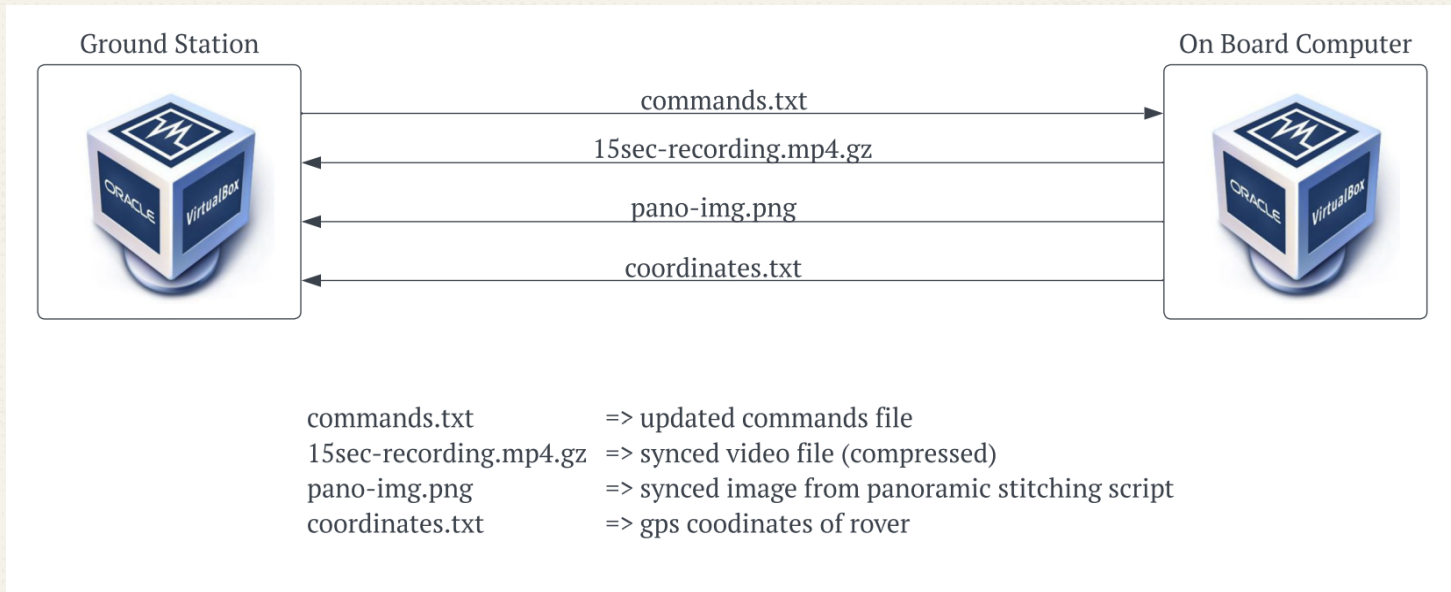 Ground Station
On Board Computer
ORACLE
VirtualBox
commands.txt
15sec-recording.mp4.gz
pano-img.png
coordinates.txt
ORACLE
VirtualBox
commands.txt => updated commands file
15sec-recording.mp4.gz => synced video file (compressed)
pano-img.png => synced image from panoramic stitching script
coordinates.txt => gps coodinates of rover